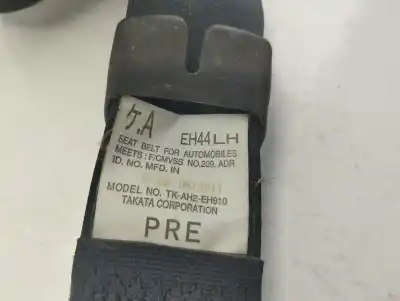 ケ.A EH44LH
SEAT BELT FOR AUTOMOBILES
MEETS: F/CMVSS NO.209, ADR
ID. NO. MFD. IN
MODEL NO. TK-AH2-EH910
TAKATA CORPORATION
PRE